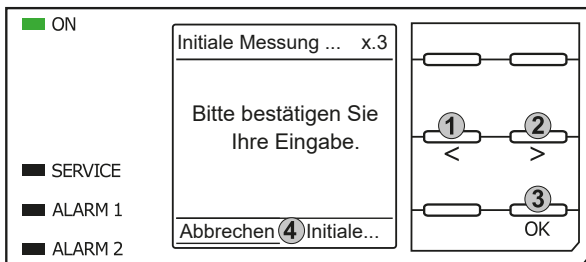 ON
Initiale Messung ... x.3
Bitte bestätigen Sie
Ihre Eingabe.
1 2
< >
SERVICE
ALARM 1
3
OK
Abbrechen 4 Initiale...
ALARM 2